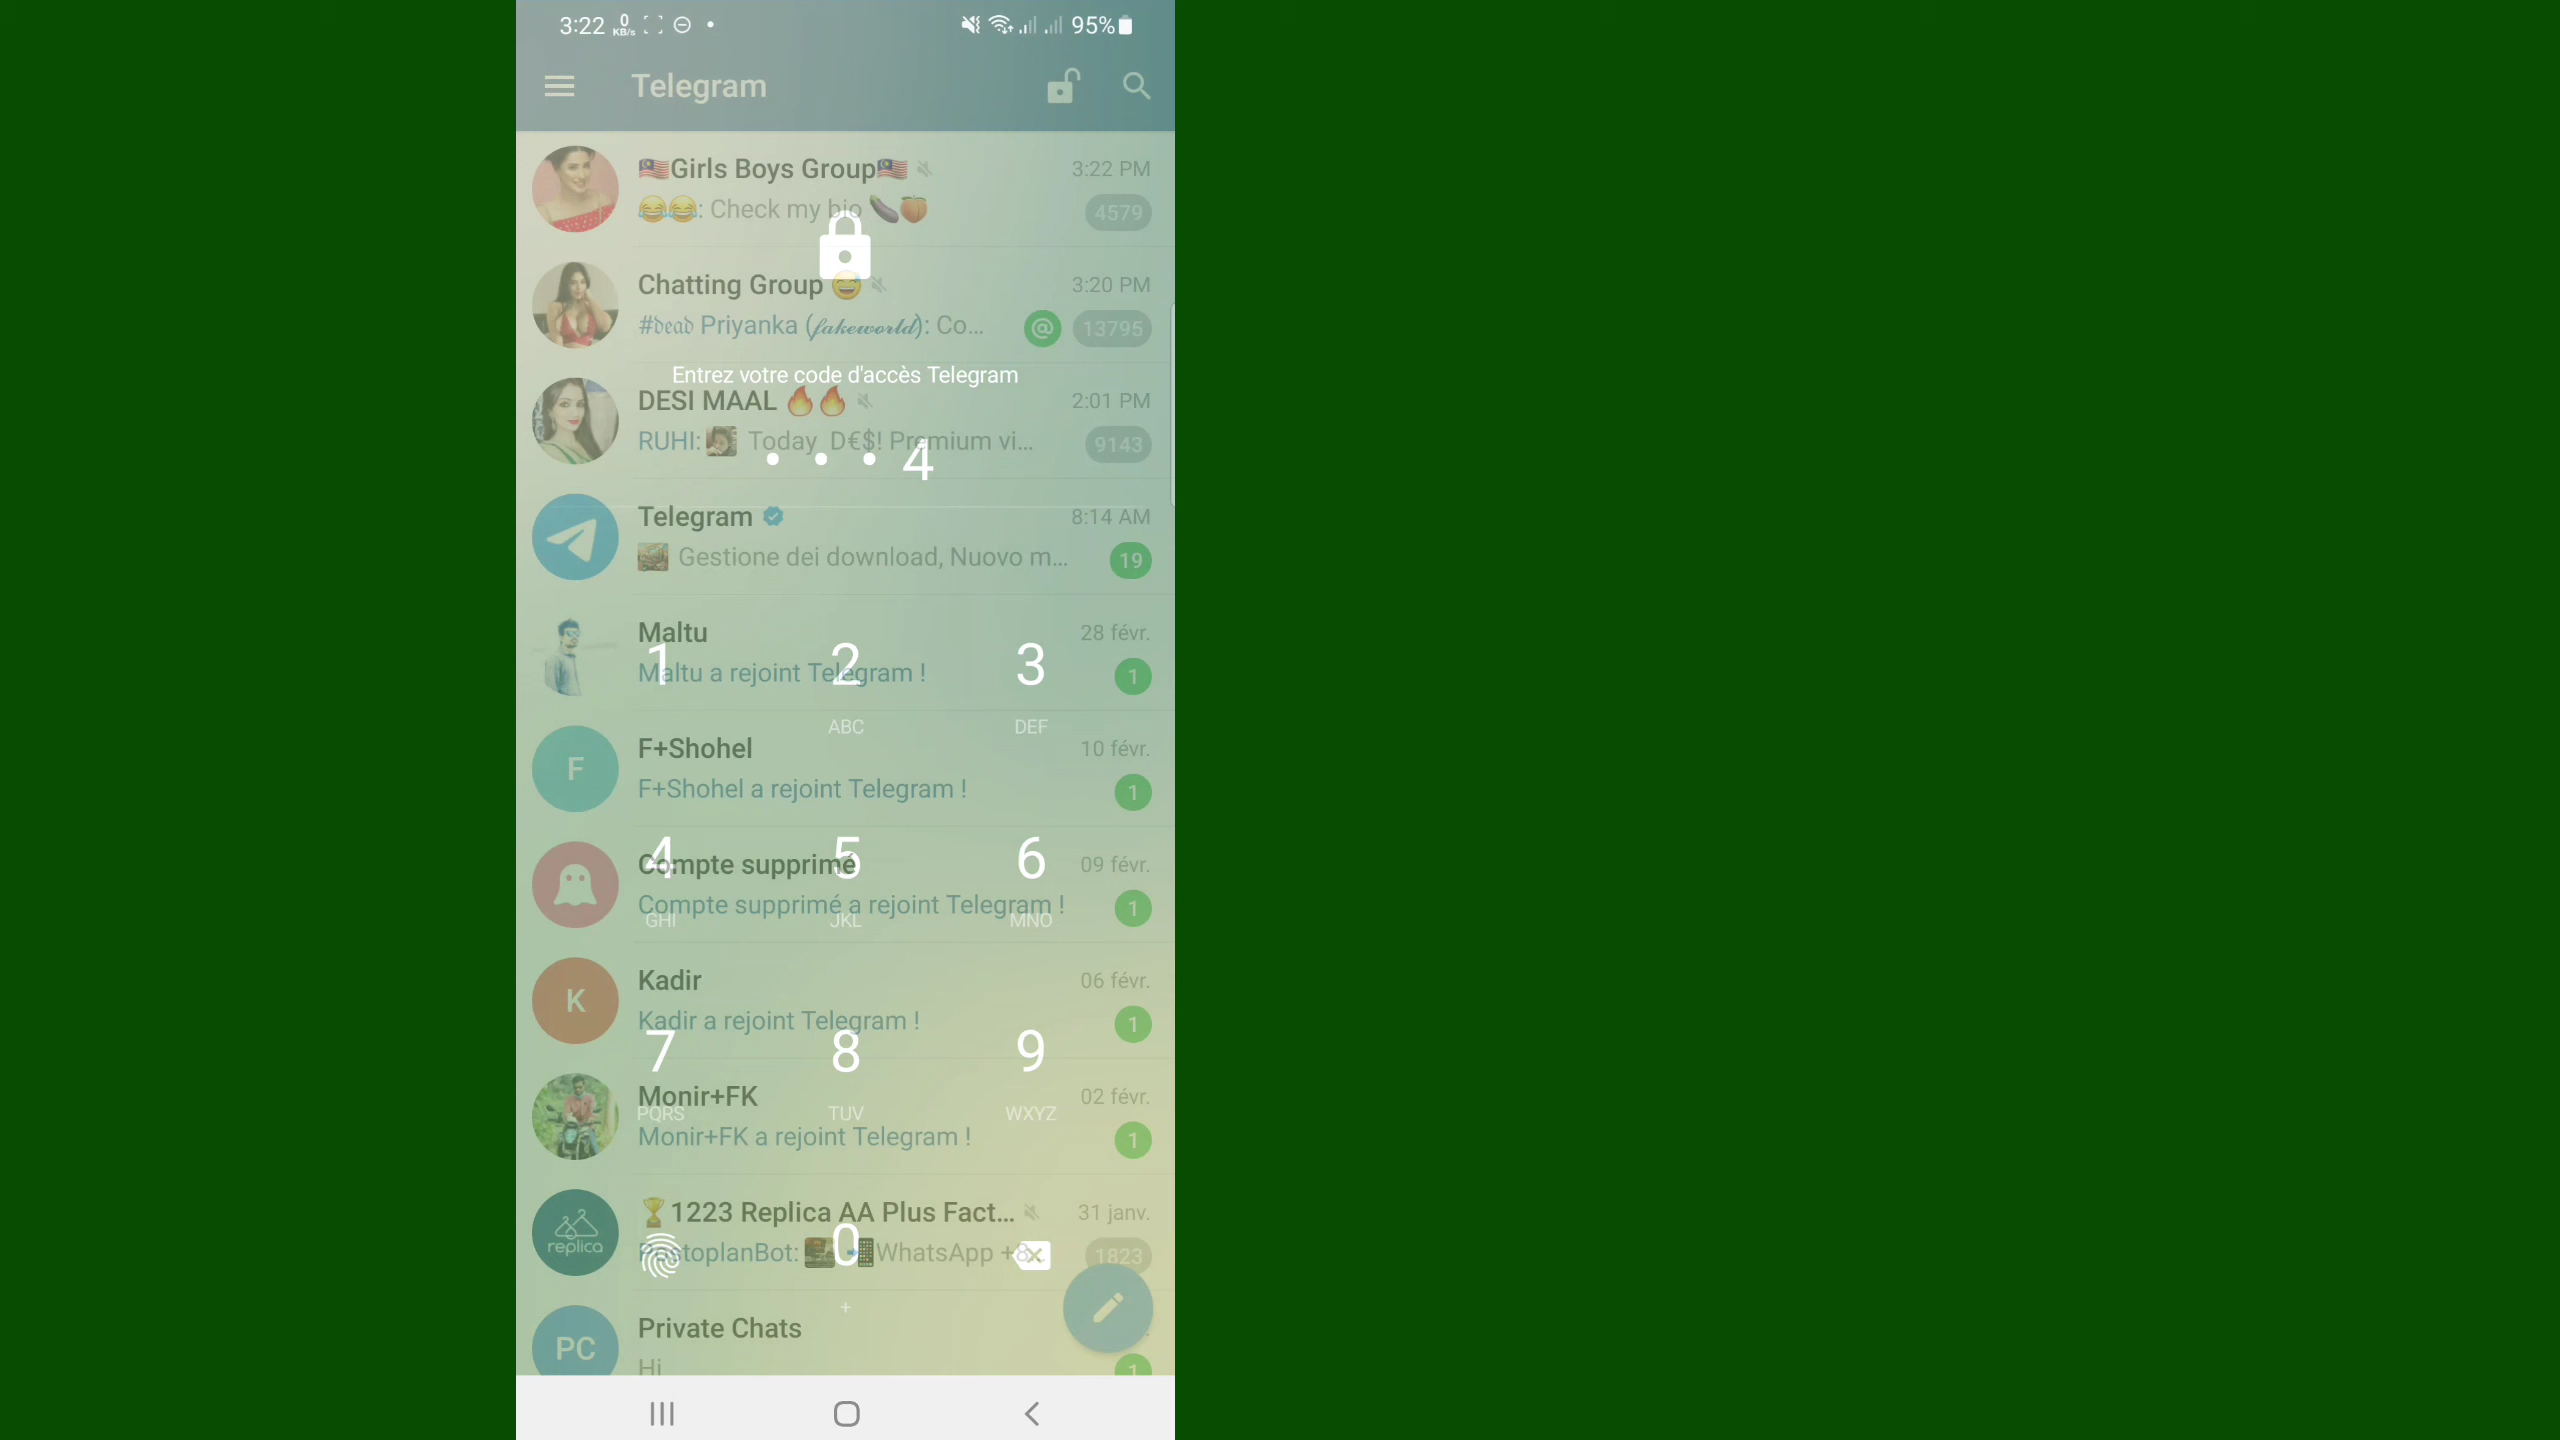 3:22 0 KB/s 95%
Telegram
🇲🇾Girls Boys Group🇲🇾 3:22 PM
😂😂: Check my bio 🍆🍑 4579
Chatting Group 😅 3:20 PM
#𝔡𝔢𝔞𝔡 Priyanka (𝒻𝒶𝓀𝑒𝓌𝑜𝓇𝓁𝒹): Co... @ 13795
Entrez votre code d'accès Telegram
DESI MAAL 🔥🔥 2:01 PM
RUHI: Today D€$! Premium vi... 9143
• • • 4
Telegram 8:14 AM
Gestione dei download, Nuovo m... 19
Maltu 28 févr.
1 2 3
Maltu a rejoint Telegram ! 1
ABC DEF
F+Shohel 10 févr.
F F+Shohel a rejoint Telegram ! 1
4 5 6
Compte supprimé 09 févr.
Compte supprimé a rejoint Telegram ! 1
GHI JKL MNO
Kadir 06 févr.
K Kadir a rejoint Telegram ! 1
7 8 9
Monir+FK 02 févr.
PQRS TUV WXYZ
Monir+FK a rejoint Telegram ! 1
🏆1223 Replica AA Plus Fact... 31 janv.
replica
0
PostoplanBot: 📲WhatsApp +8... 1823
+
Private Chats
PC Hi 1